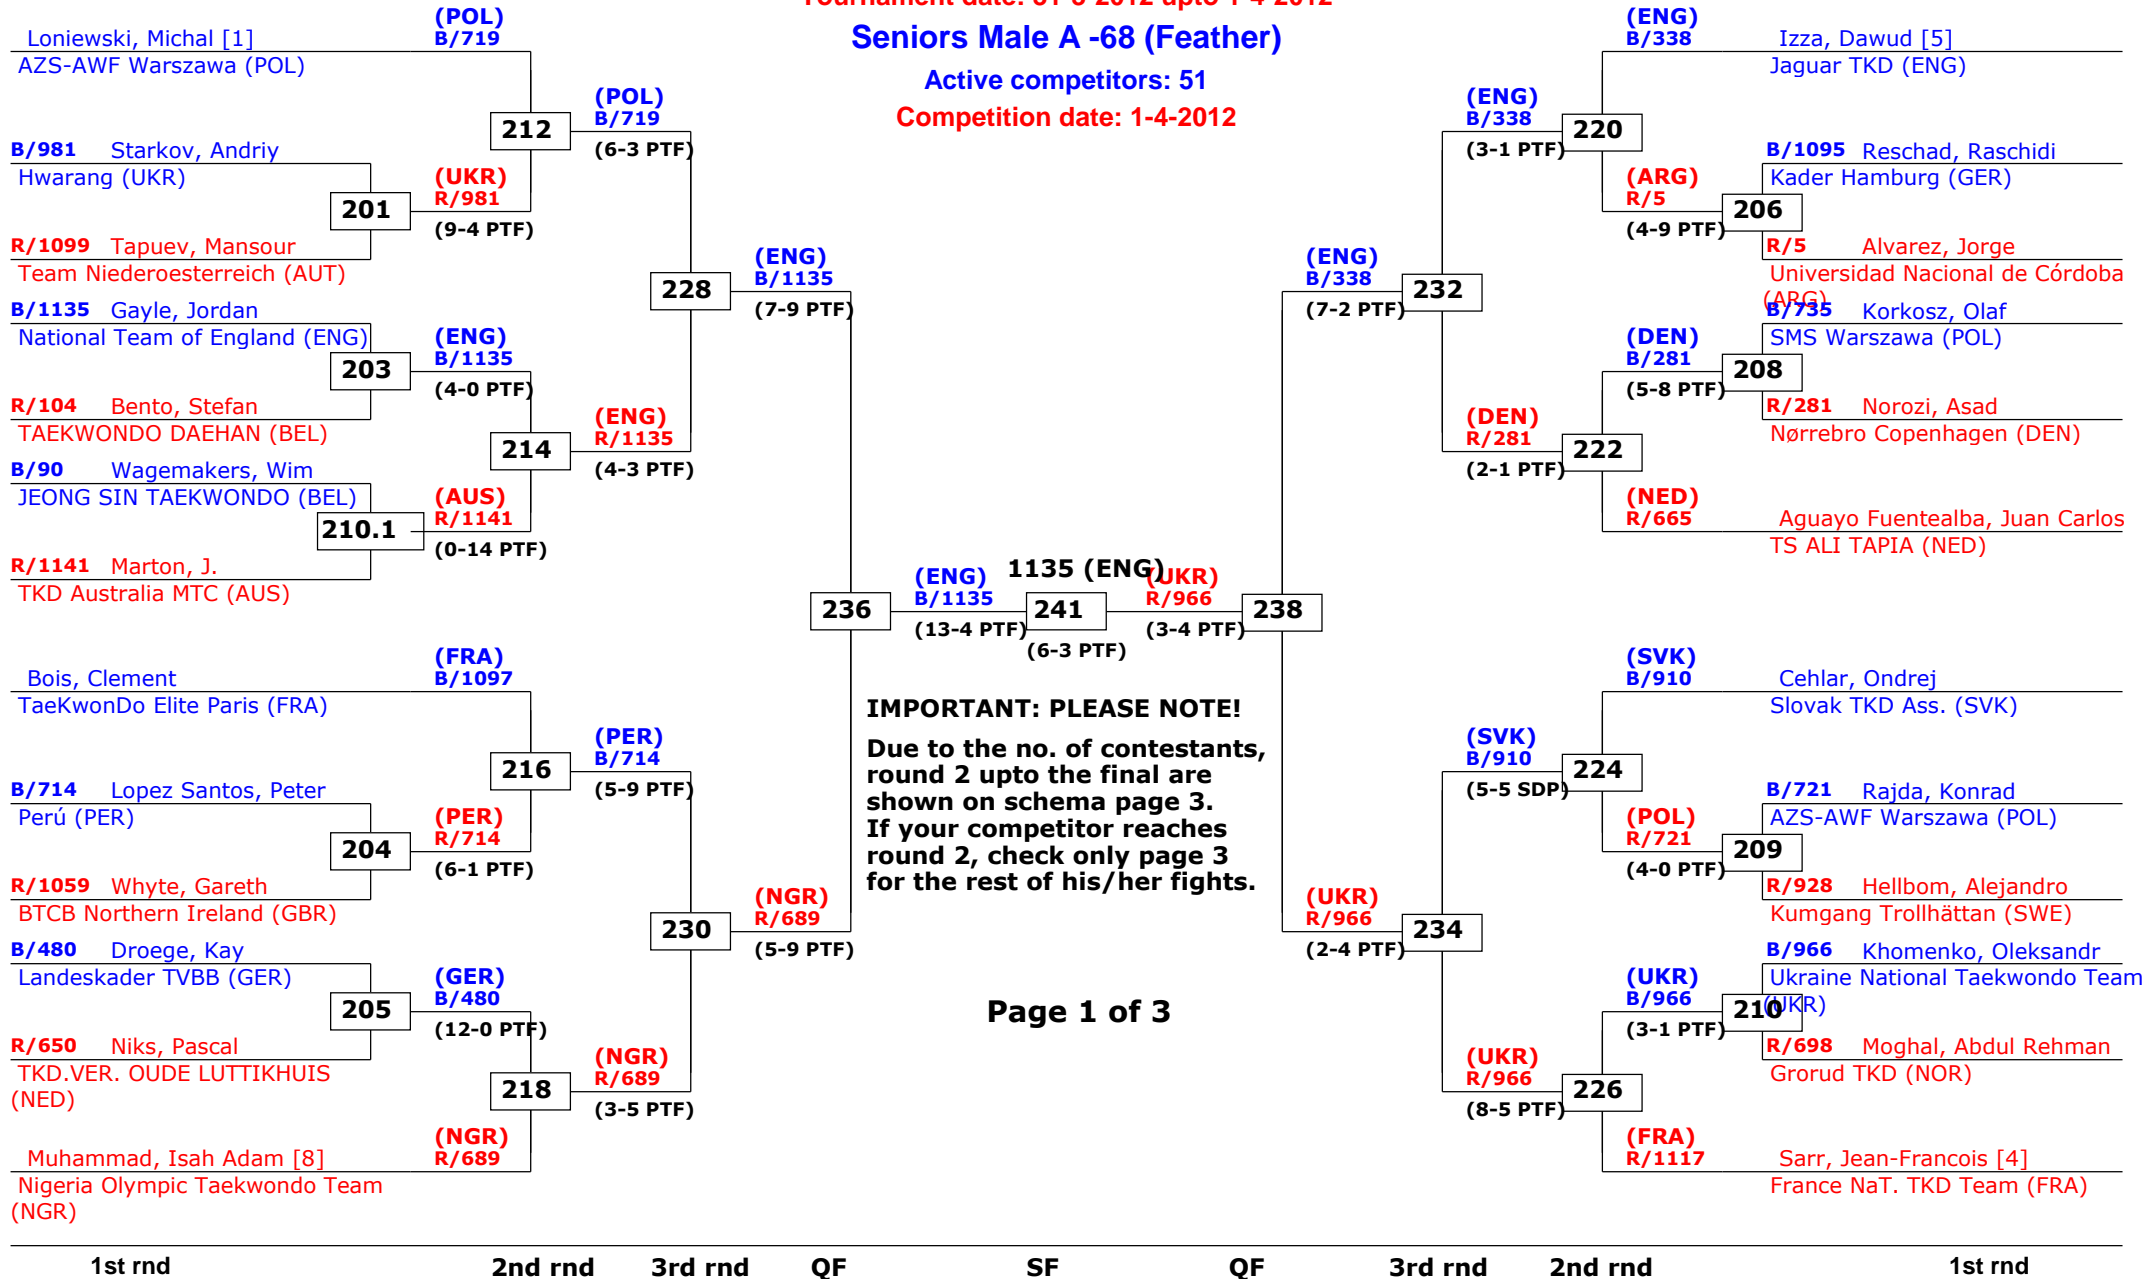 Tournament date: 31-3-2012 upto 1-4-2012
Seniors Male A -68 (Feather)
Active competitors: 51
Competition date: 1-4-2012
Loniewski, Michal [1]
AZS-AWF Warszawa (POL)
(POL)
B/719
B/981 Starkov, Andriy
Hwarang (UKR)
201
R/1099 Tapuev, Mansour
Team Niederoesterreich (AUT)
(UKR)
R/981
(9-4 PTF)
212
(POL)
B/719
(6-3 PTF)
B/1135 Gayle, Jordan
National Team of England (ENG)
203
R/104 Bento, Stefan
TAEKWONDO DAEHAN (BEL)
(ENG)
B/1135
(4-0 PTF)
B/90 Wagemakers, Wim
JEONG SIN TAEKWONDO (BEL)
210.1
R/1141 Marton, J.
TKD Australia MTC (AUS)
(AUS)
R/1141
(0-14 PTF)
214
(ENG)
R/1135
(4-3 PTF)
228
(ENG)
B/1135
(7-9 PTF)
Bois, Clement
TaeKwonDo Elite Paris (FRA)
(FRA)
B/1097
B/714 Lopez Santos, Peter
Perú (PER)
204
R/1059 Whyte, Gareth
BTCB Northern Ireland (GBR)
(PER)
R/714
(6-1 PTF)
216
(PER)
B/714
(5-9 PTF)
B/480 Droege, Kay
Landeskader TVBB (GER)
205
R/650 Niks, Pascal
TKD.VER. OUDE LUTTIKHUIS
(NED)
(GER)
B/480
(12-0 PTF)
Muhammad, Isah Adam [8]
Nigeria Olympic Taekwondo Team
(NGR)
(NGR)
R/689
218
(NGR)
R/689
(3-5 PTF)
230
(NGR)
R/689
(5-9 PTF)
236
(ENG)
B/1135
(13-4 PTF)
1135 (ENG)
241
(6-3 PTF)
(UKR)
R/966
(3-4 PTF)
238
IMPORTANT: PLEASE NOTE!
Due to the no. of contestants,
round 2 upto the final are
shown on schema page 3.
If your competitor reaches
round 2, check only page 3
for the rest of his/her fights.
Page 1 of 3
(ENG)
B/338
(7-2 PTF)
232
(ENG)
B/338
(3-1 PTF)
220
(ENG)
B/338
Izza, Dawud [5]
Jaguar TKD (ENG)
(ARG)
R/5
(4-9 PTF)
206
B/1095 Reschad, Raschidi
Kader Hamburg (GER)
R/5 Alvarez, Jorge
Universidad Nacional de Córdoba
(ARG)
(DEN)
R/281
(2-1 PTF)
222
(DEN)
B/281
(5-8 PTF)
208
B/735 Korkosz, Olaf
SMS Warszawa (POL)
R/281 Norozi, Asad
Nørrebro Copenhagen (DEN)
(NED)
R/665
Aguayo Fuentealba, Juan Carlos
TS ALI TAPIA (NED)
(UKR)
R/966
(2-4 PTF)
234
(SVK)
B/910
(5-5 SDP)
224
(SVK)
B/910
Cehlar, Ondrej
Slovak TKD Ass. (SVK)
(POL)
R/721
(4-0 PTF)
209
B/721 Rajda, Konrad
AZS-AWF Warszawa (POL)
R/928 Hellbom, Alejandro
Kumgang Trollhättan (SWE)
(UKR)
R/966
(8-5 PTF)
226
(UKR)
B/966
(3-1 PTF)
210
B/966 Khomenko, Oleksandr
Ukraine National Taekwondo Team
(UKR)
R/698 Moghal, Abdul Rehman
Grorud TKD (NOR)
(FRA)
R/1117
Sarr, Jean-Francois [4]
France NaT. TKD Team (FRA)
1st rnd 2nd rnd 3rd rnd QF SF QF 3rd rnd 2nd rnd 1st rnd